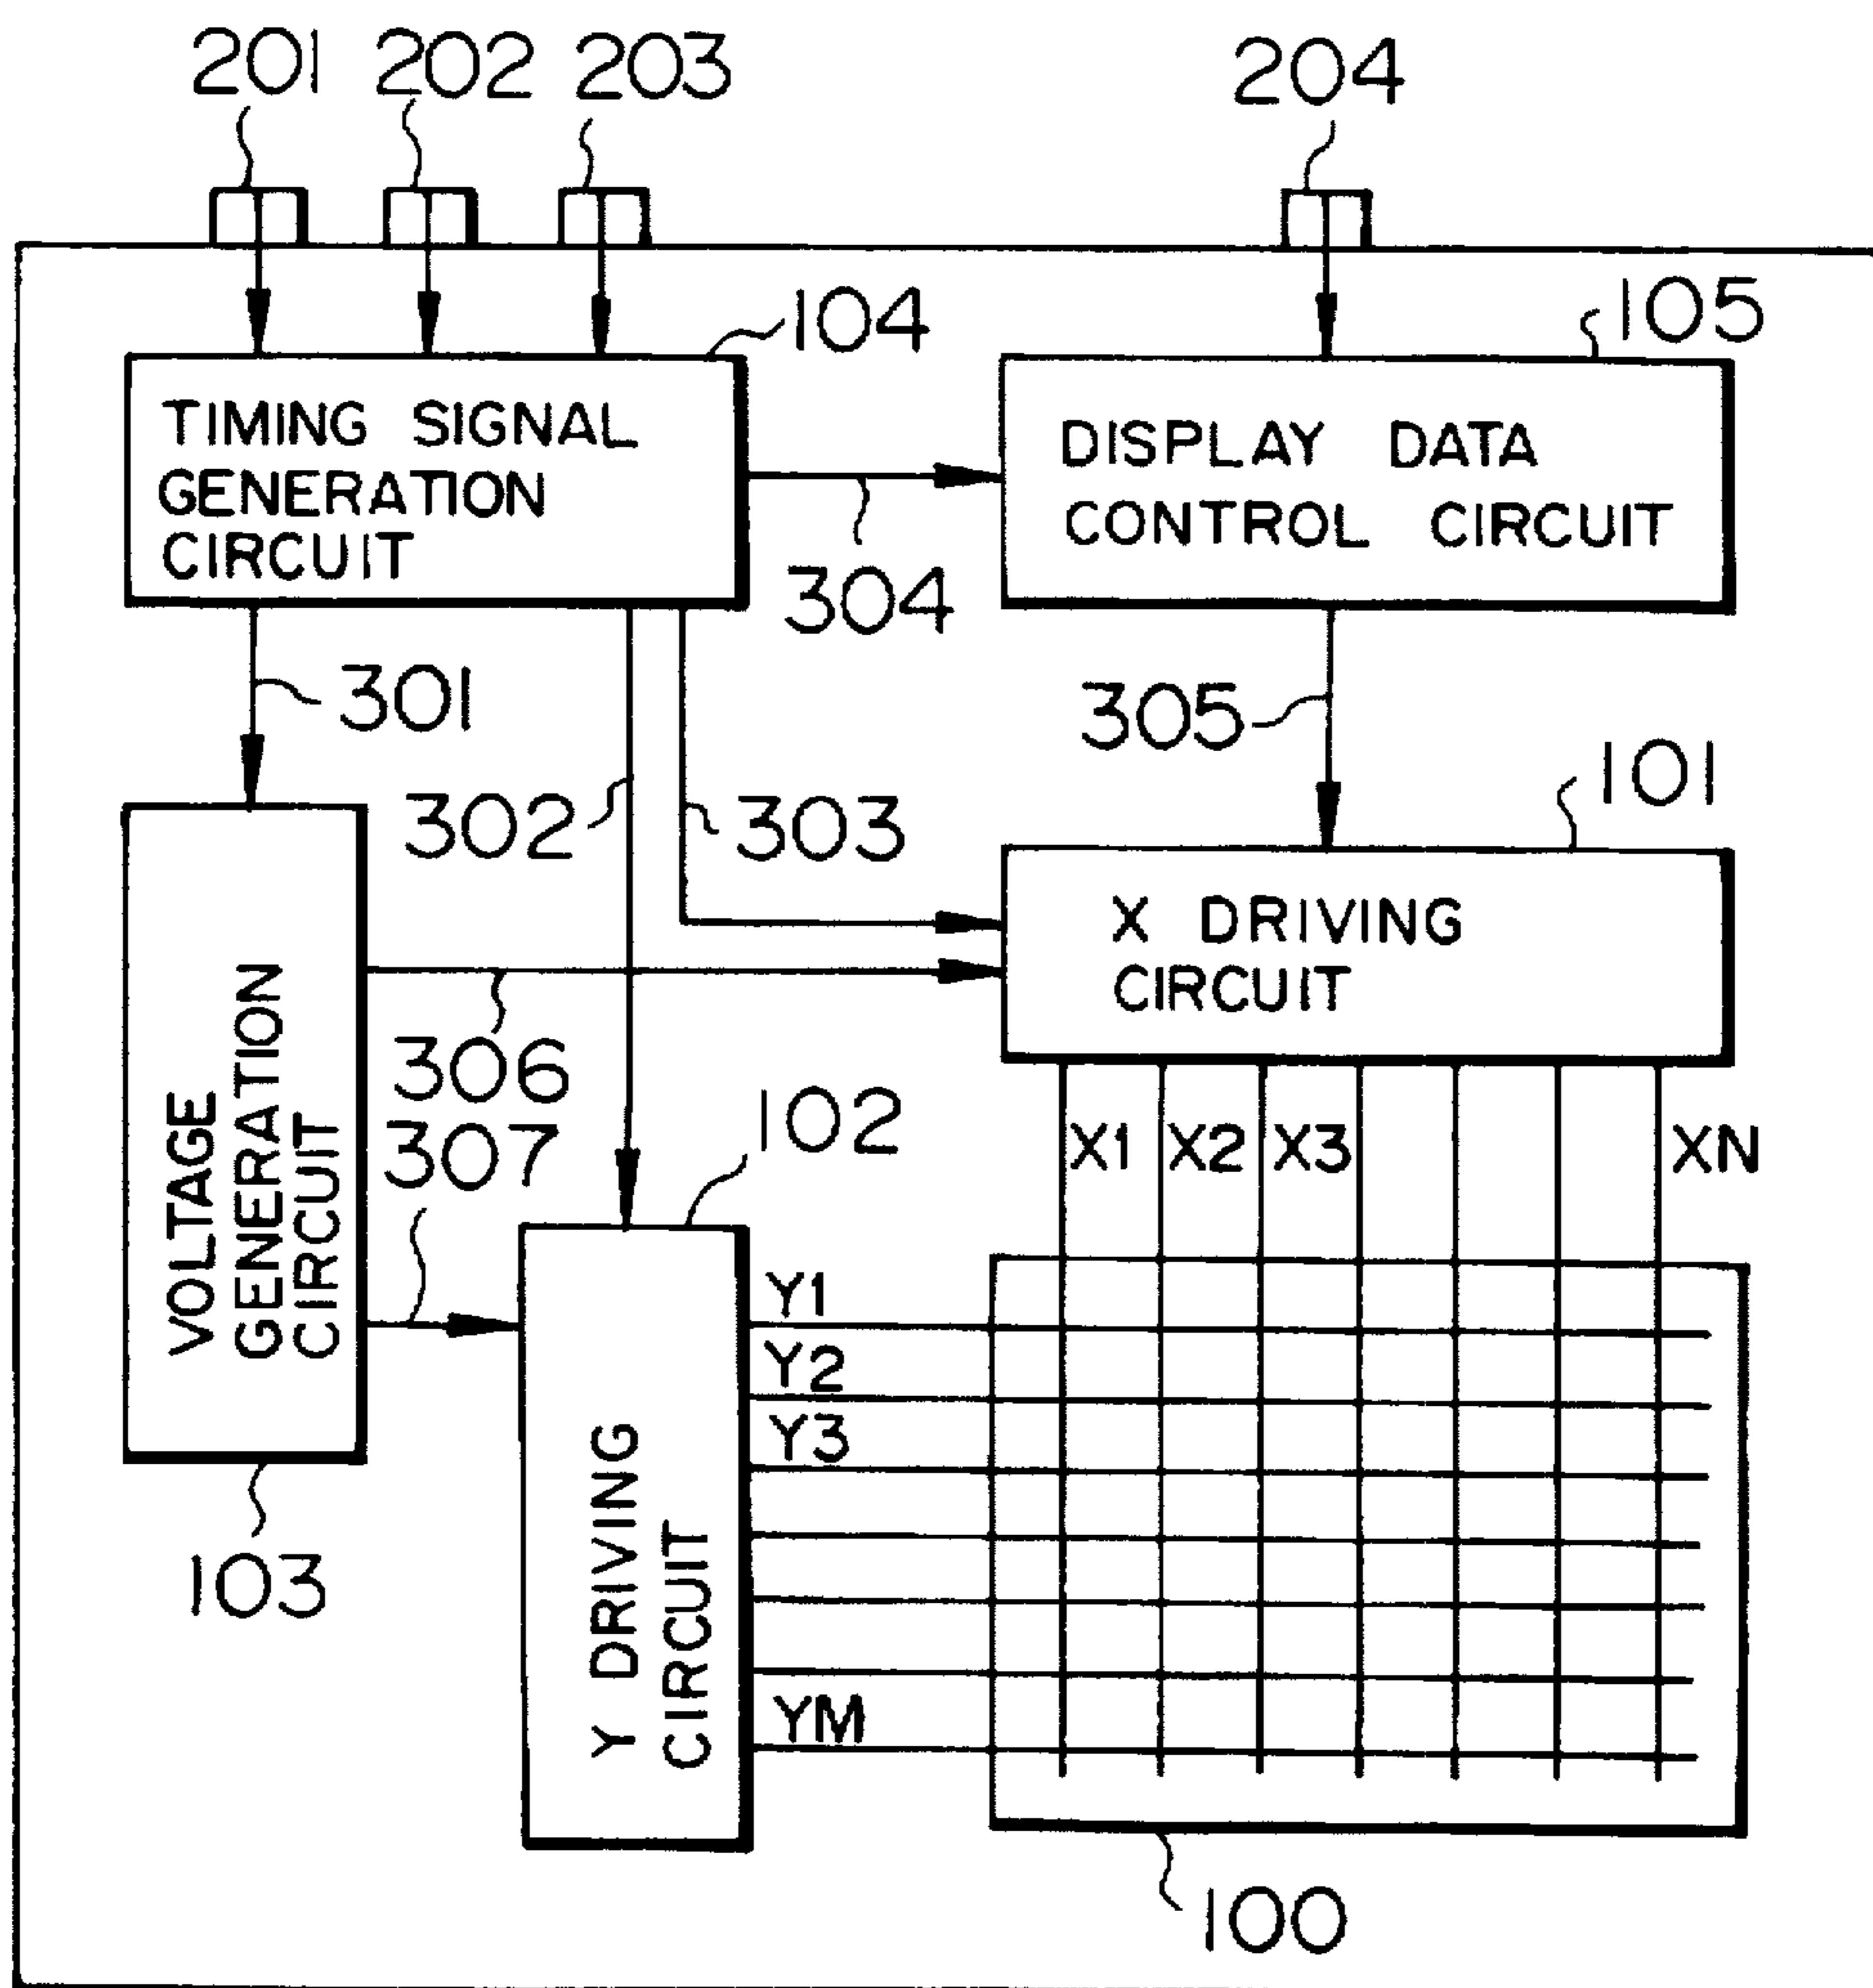 201 202 203 204
104 105
TIMING SIGNAL
GENERATION
CIRCUIT
DISPLAY DATA
CONTROL CIRCUIT
304
301
305
302 303
101
X DRIVING
CIRCUIT
306
307
102
VOLTAGE
GENERATION
CIRCUIT
X1 X2 X3 XN
Y1
Y2
Y3
YM
Y DRIVING
CIRCUIT
103
100